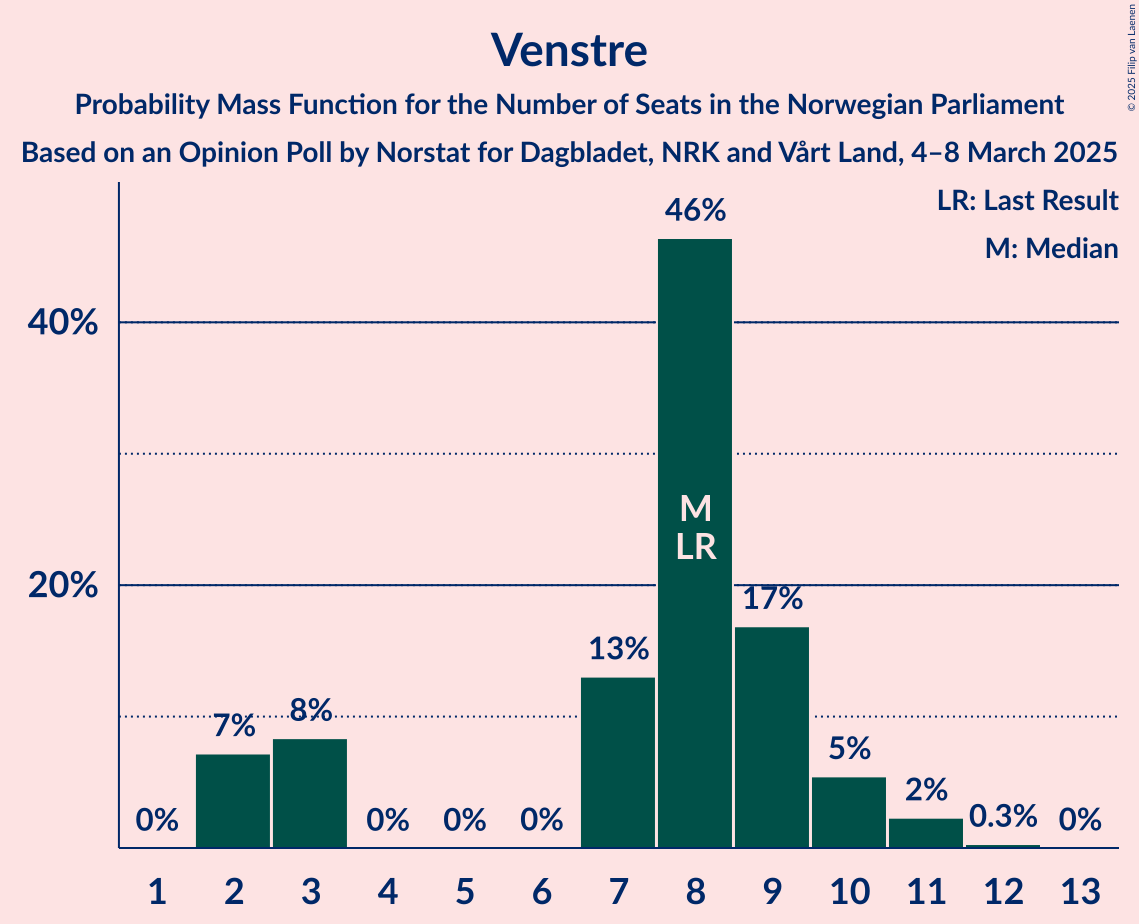 Venstre
Probability Mass Function for the Number of Seats in the Norwegian Parliament
Based on an Opinion Poll by Norstat for Dagbladet, NRK and Vårt Land, 4–8 March 2025
© 2025 Filip van Laenen
LR: Last Result
M: Median
40%
20%
0%
7%
8%
0%
0%
0%
13%
46%
M
LR
17%
5%
2%
0.3%
0%
1 2 3 4 5 6 7 8 9 10 11 12 13